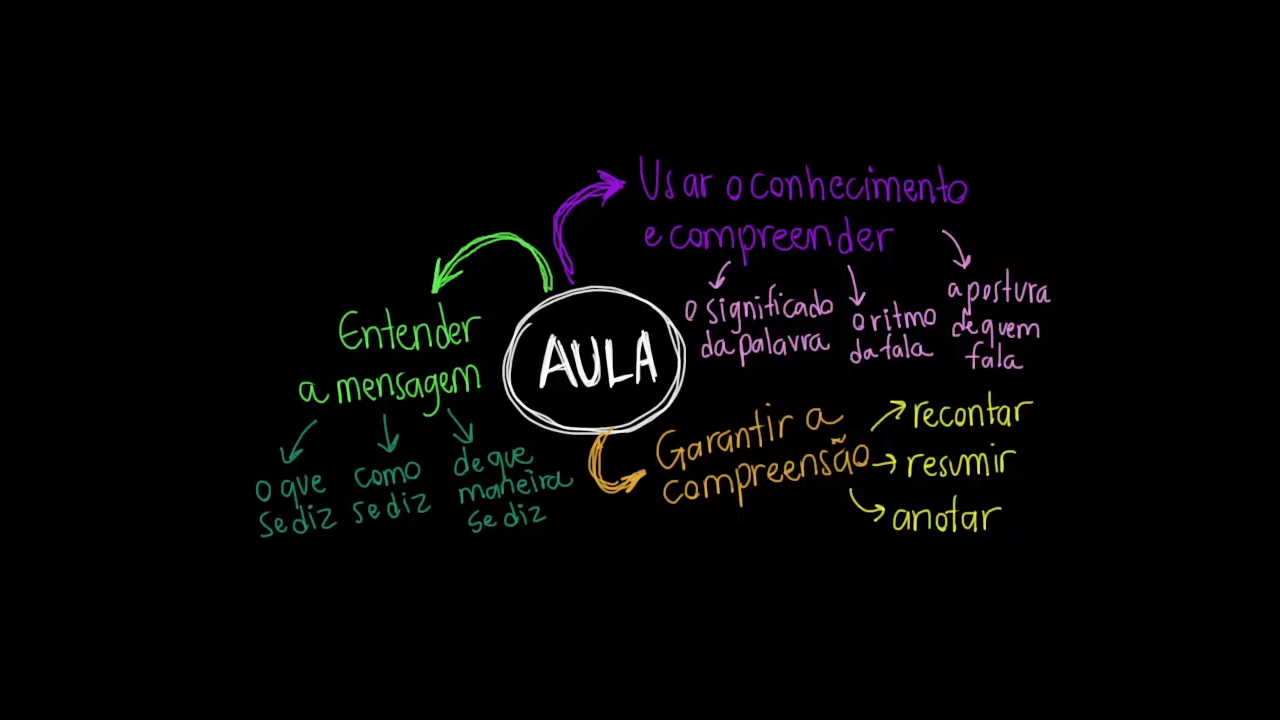 AULA
Usar o conhecimento
e compreender
o significado
da palavra
o ritmo
da fala
a postura
de quem
fala
Entender
a mensagem
o que
se diz
como
se diz
de que
maneira
se diz
Garantir a
compreensão
recontar
resumir
anotar